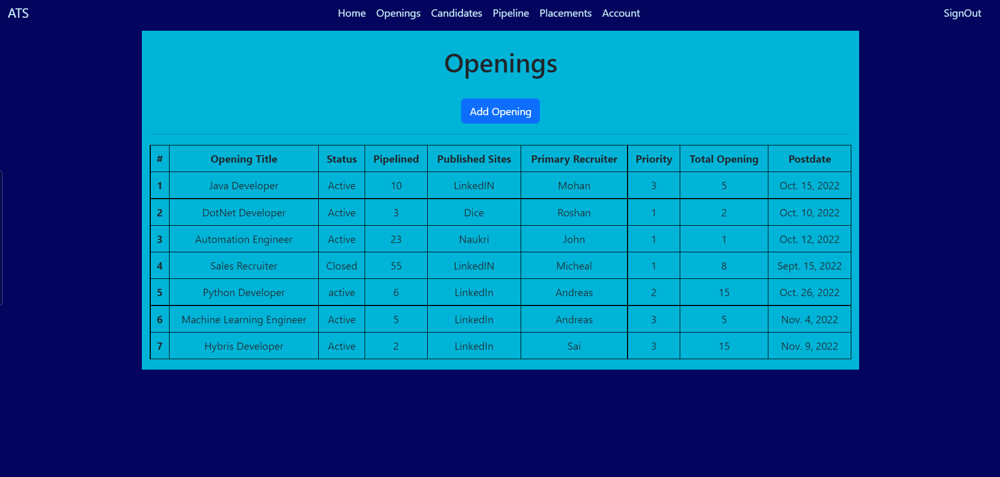 ATS Home Openings Candidates Pipeline Placements Account SignOut
Openings
Add Opening
# Opening Title Status Pipelined Published Sites Primary Recruiter Priority Total Opening Postdate
1 Java Developer Active 10 LinkedIN Mohan 3 5 Oct. 15, 2022
2 DotNet Developer Active 3 Dice Roshan 1 2 Oct. 10, 2022
3 Automation Engineer Active 23 Naukri John 1 1 Oct. 12, 2022
4 Sales Recruiter Closed 55 LinkedIN Micheal 1 8 Sept. 15, 2022
5 Python Developer active 6 LinkedIn Andreas 2 15 Oct. 26, 2022
6 Machine Learning Engineer Active 5 LinkedIn Andreas 3 5 Nov. 4, 2022
7 Hybris Developer Active 2 LinkedIn Sai 3 15 Nov. 9, 2022